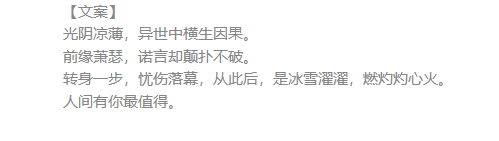 【文案】
光阴凉薄，异世中横生因果。
前缘萧瑟，诺言却颠扑不破。
转身一步，忧伤落幕，从此后，是冰雪濯濯，燃灼灼心火。
人间有你最值得。